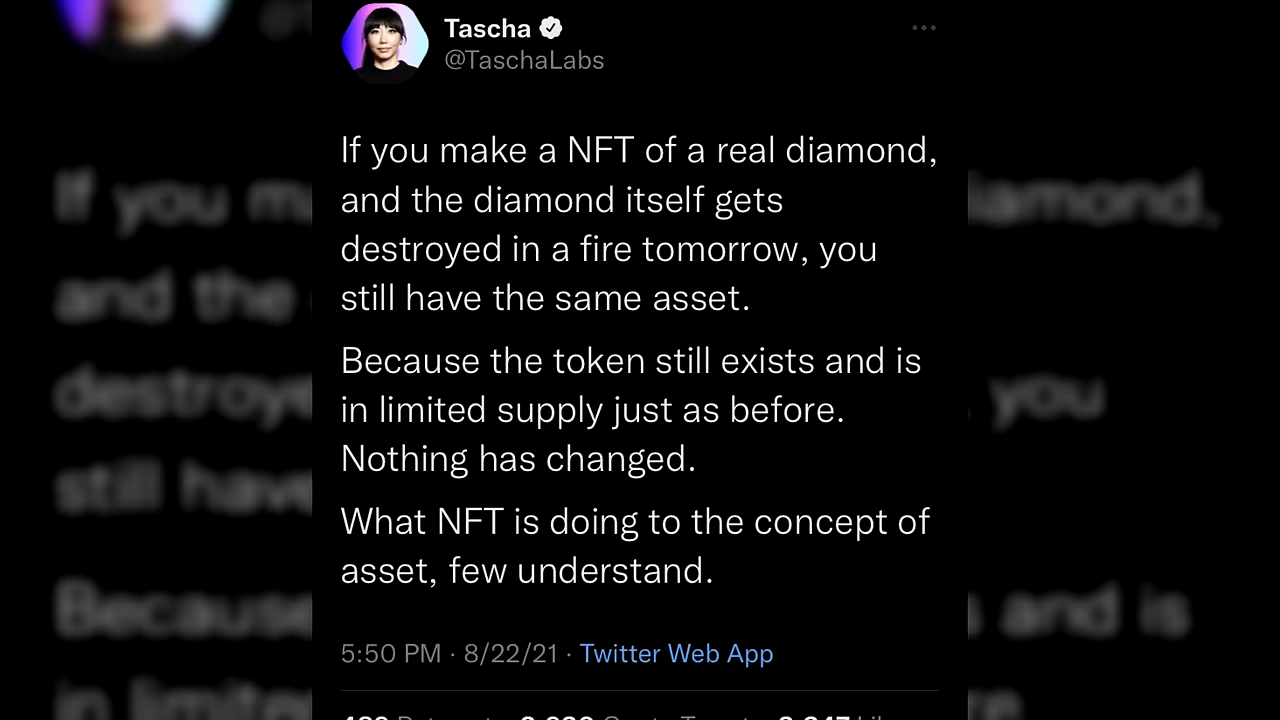 Tascha
@TaschaLabs
If you make a NFT of a real diamond,
and the diamond itself gets
destroyed in a fire tomorrow, you
still have the same asset.
Because the token still exists and is
in limited supply just as before.
Nothing has changed.
What NFT is doing to the concept of
asset, few understand.
5:50 PM · 8/22/21 · Twitter Web App